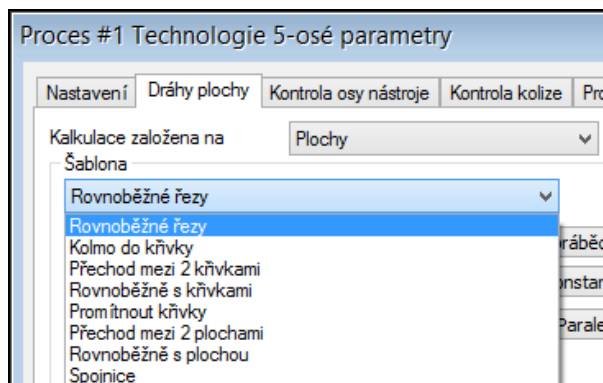 Proces #1 Technologie 5-osé parametry
Nastavení Dráhy plochy Kontrola osy nástroje Kontrola kolize
Kalkulace založena na Plochy
Šablona
Rovnoběžné řezy
Rovnoběžné řezy
Kolmo do křivky
Přechod mezi 2 křivkami
Rovnoběžně s křivkami
Promítnout křivky
Přechod mezi 2 plochami
Rovnoběžně s plochou
Spojnice